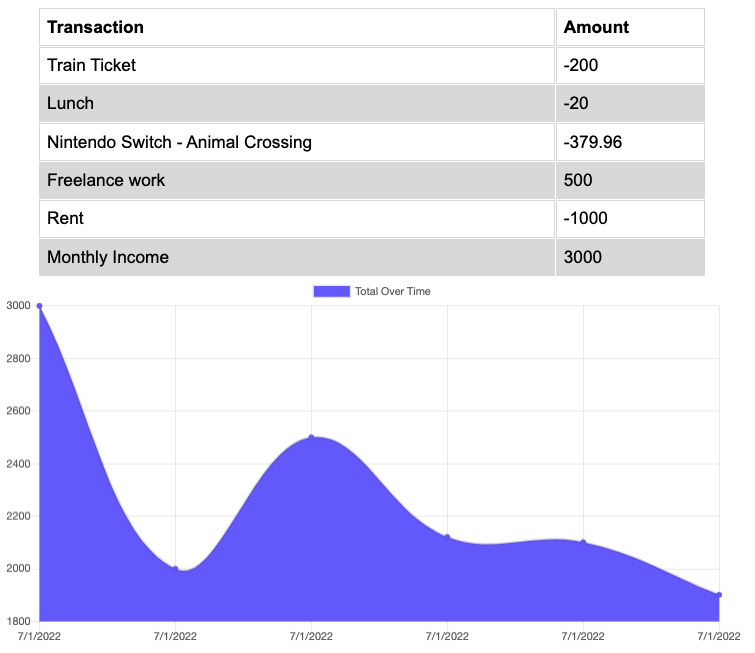 Transaction Amount
Train Ticket -200
Lunch -20
Nintendo Switch - Animal Crossing -379.96
Freelance work 500
Rent -1000
Monthly Income 3000
Total Over Time
3000
2800
2600
2400
2200
2000
1800
7/1/2022 7/1/2022 7/1/2022 7/1/2022 7/1/2022 7/1/2022